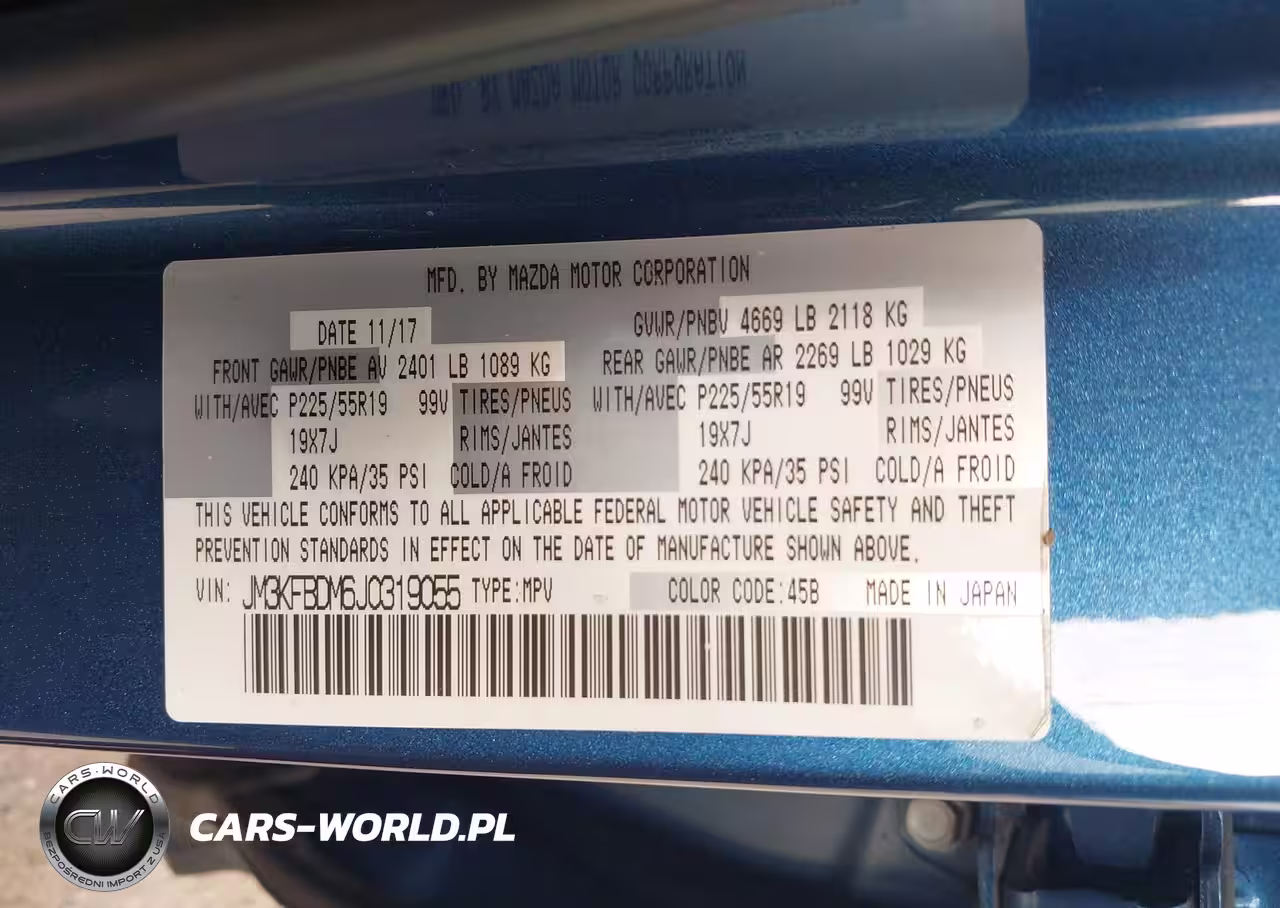 MFD. BY MAZDA MOTOR CORPORATION
DATE 11/17 GVWR/PNBV 4669 LB 2118 KG
FRONT GAWR/PNBE AV 2401 LB 1089 KG REAR GAWR/PNBE AR 2269 LB 1029 KG
WITH/AVEC P225/55R19 99V TIRES/PNEUS WITH/AVEC P225/55R19 99V TIRES/PNEUS
19X7J RIMS/JANTES 19X7J RIMS/JANTES
240 KPA/35 PSI COLD/A FROID 240 KPA/35 PSI COLD/A FROID
THIS VEHICLE CONFORMS TO ALL APPLICABLE FEDERAL MOTOR VEHICLE SAFETY AND THEFT
PREVENTION STANDARDS IN EFFECT ON THE DATE OF MANUFACTURE SHOWN ABOVE.
VIN: JM3KFBDM6J0319055 TYPE:MPV COLOR CODE:45B MADE IN JAPAN
CARS-WORLD
CW
BEZPOŚREDNI IMPORT Z USA
CARS-WORLD.PL